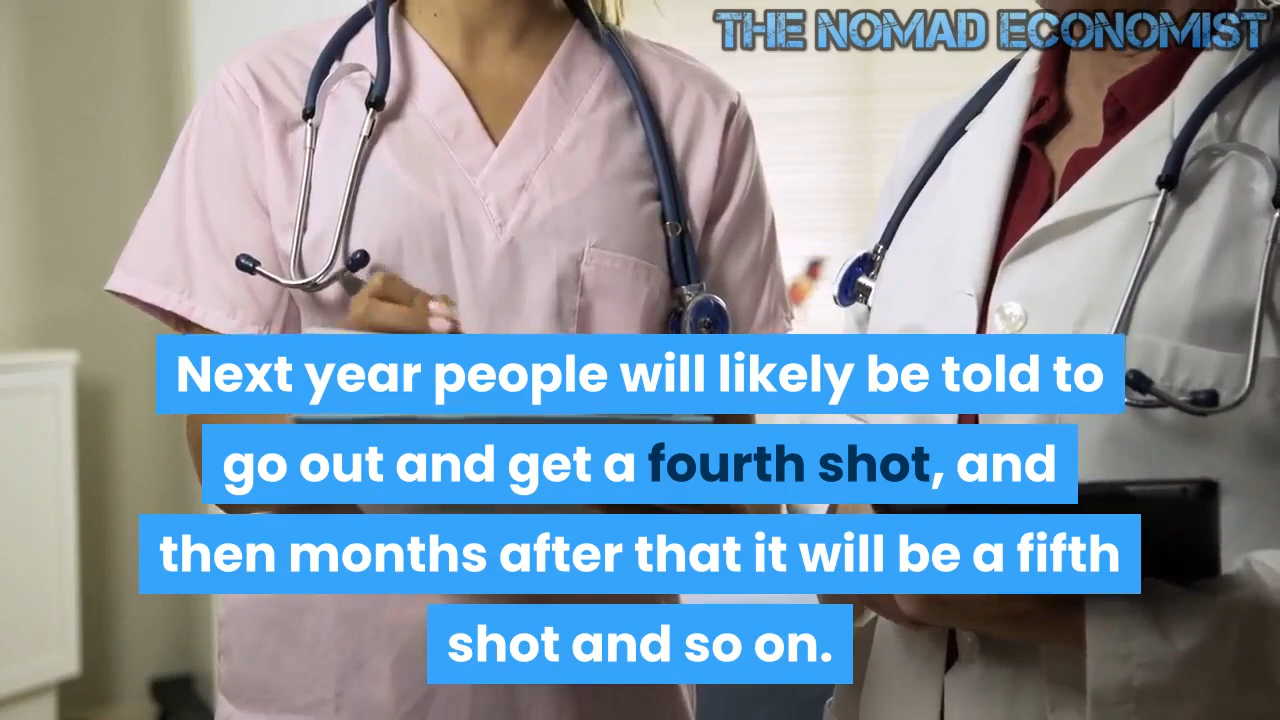 THE NOMAD ECONOMIST
Next year people will likely be told to
go out and get a fourth shot, and
then months after that it will be a fifth
shot and so on.